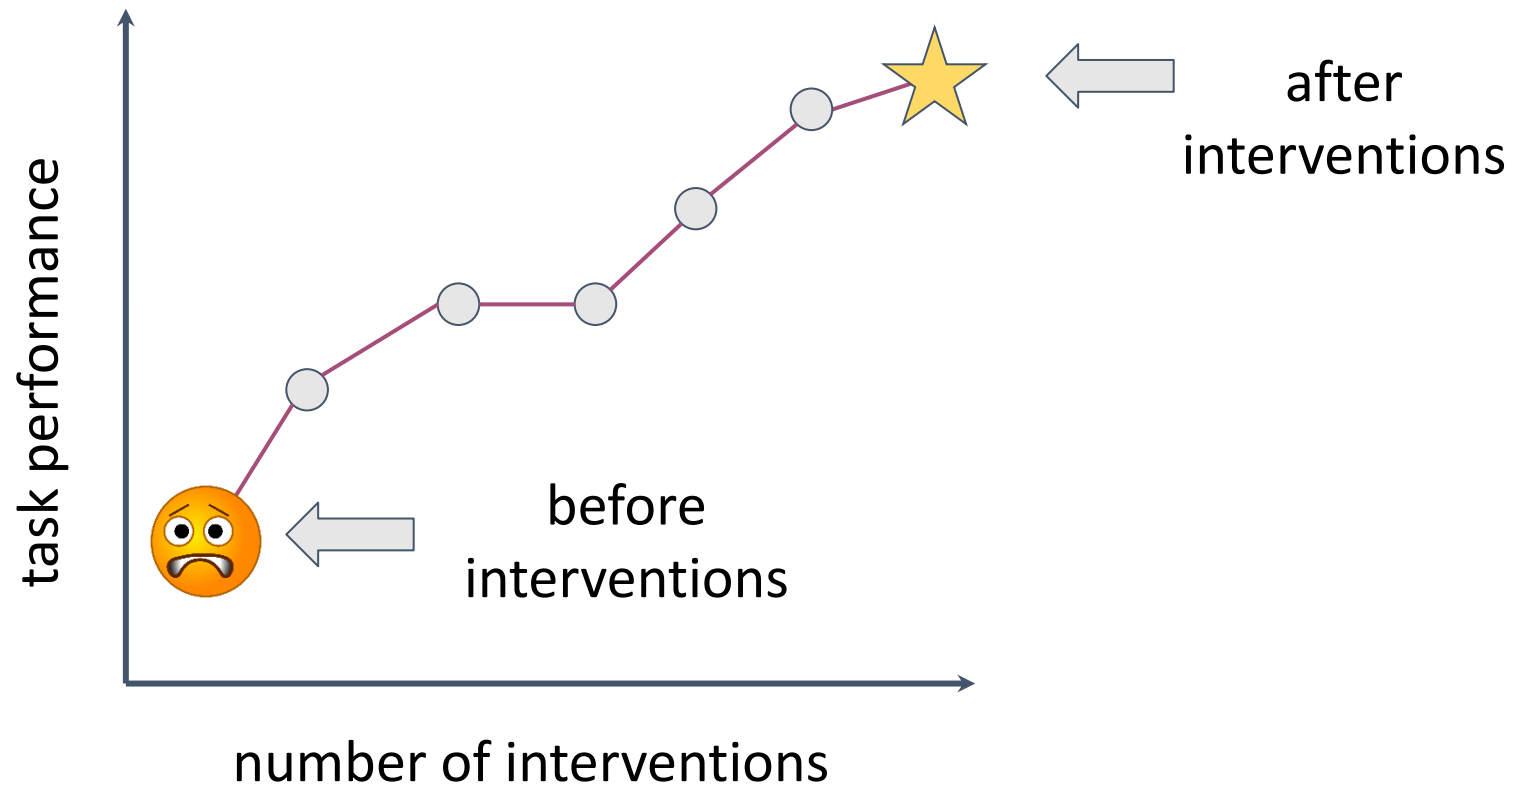 after
interventions
task performance
before
interventions
number of interventions